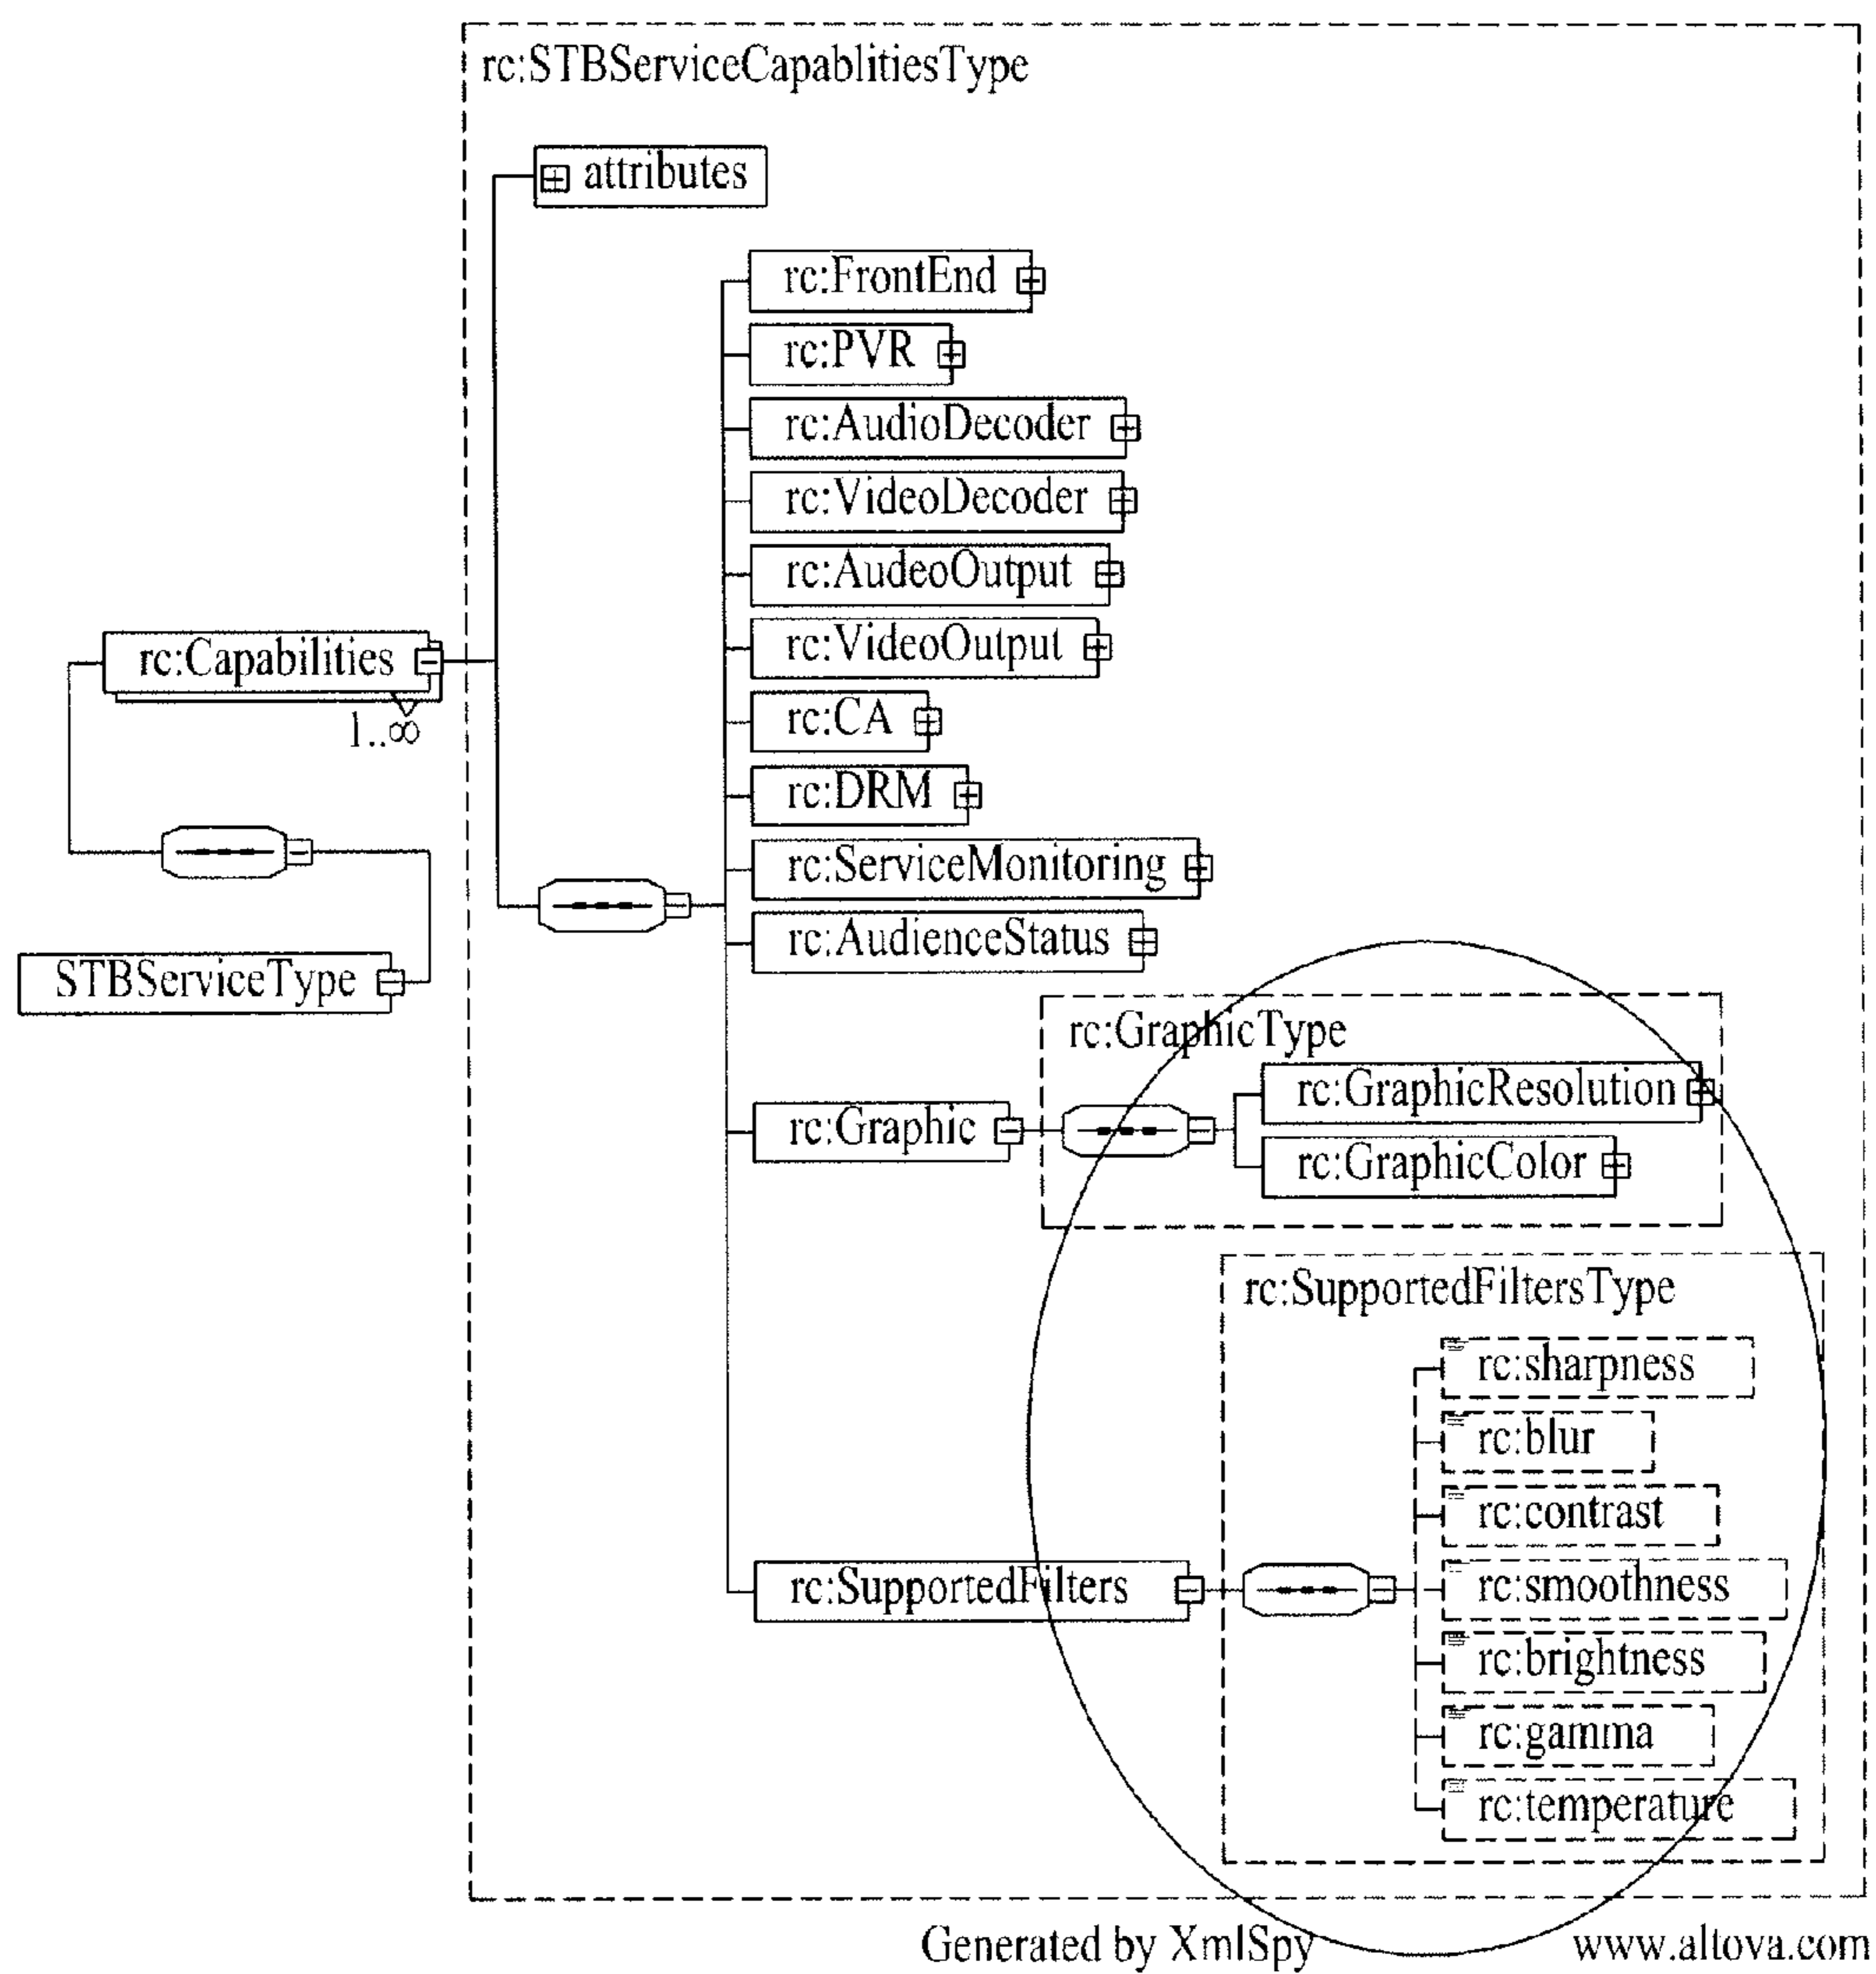 rc:STBServiceCapablitiesType
attributes
rc:FrontEnd
rc:PVR
rc:AudioDecoder
rc:VideoDecoder
rc:AudeoOutput
rc:VideoOutput
rc:Capabilities
1..∞
rc:CA
rc:DRM
rc:ServiceMonitoring
rc:AudienceStatus
STBServiceType
rc:GraphicType
rc:GraphicResolution
rc:Graphic
rc:GraphicColor
rc:SupportedFiltersType
rc:sharpness
rc:blur
rc:contrast
rc:SupportedFilters
rc:smoothness
rc:brightness
rc:gamma
rc:temperature
Generated by XmlSpy
www.altova.com